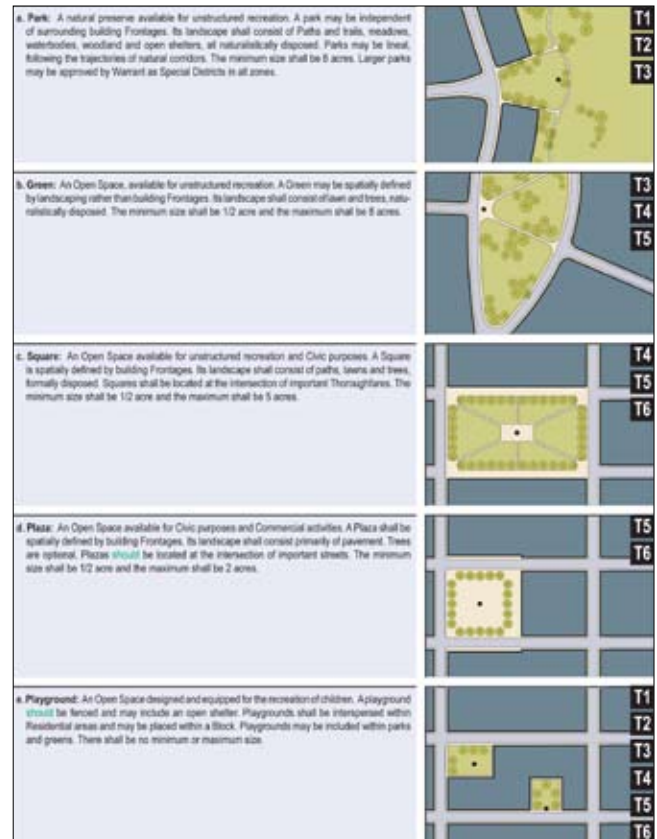 a. Park: A natural preserve available for unstructured recreation. A park may be independent
of surrounding building Frontages. Its landscape shall consist of Paths and trails, meadows,
waterbodies, woodland and open shelters, all naturalistically disposed. Parks may be lineal,
following the trajectories of natural corridors. The minimum size shall be 8 acres. Larger parks
may be approved by Warrant as Special Districts in all zones.
T1
T2
T3
b. Green: An Open Space, available for unstructured recreation. A Green may be spatially defined
by landscaping rather than building Frontages. Its landscape shall consist of lawn and trees, natu-
ralistically disposed. The minimum size shall be 1/2 acre and the maximum shall be 8 acres.
T3
T4
T5
c. Square: An Open Space available for unstructured recreation and Civic purposes. A Square
is spatially defined by building Frontages. Its landscape shall consist of paths, lawns and trees,
formally disposed. Squares shall be located at the intersection of important Thoroughfares. The
minimum size shall be 1/2 acre and the maximum shall be 5 acres.
T4
T5
T6
d. Plaza: An Open Space available for Civic purposes and Commercial activities. A Plaza shall be
spatially defined by building Frontages. Its landscape shall consist primarily of pavement. Trees
are optional. Plazas should be located at the intersection of important streets. The minimum
size shall be 1/2 acre and the maximum shall be 2 acres.
T5
T6
e. Playground: An Open Space designed and equipped for the recreation of children. A playground
should be fenced and may include an open shelter. Playgrounds shall be interspersed within
Residential areas and may be placed within a Block. Playgrounds may be included within parks
and greens. There shall be no minimum or maximum size.
T1
T2
T3
T4
T5
T6